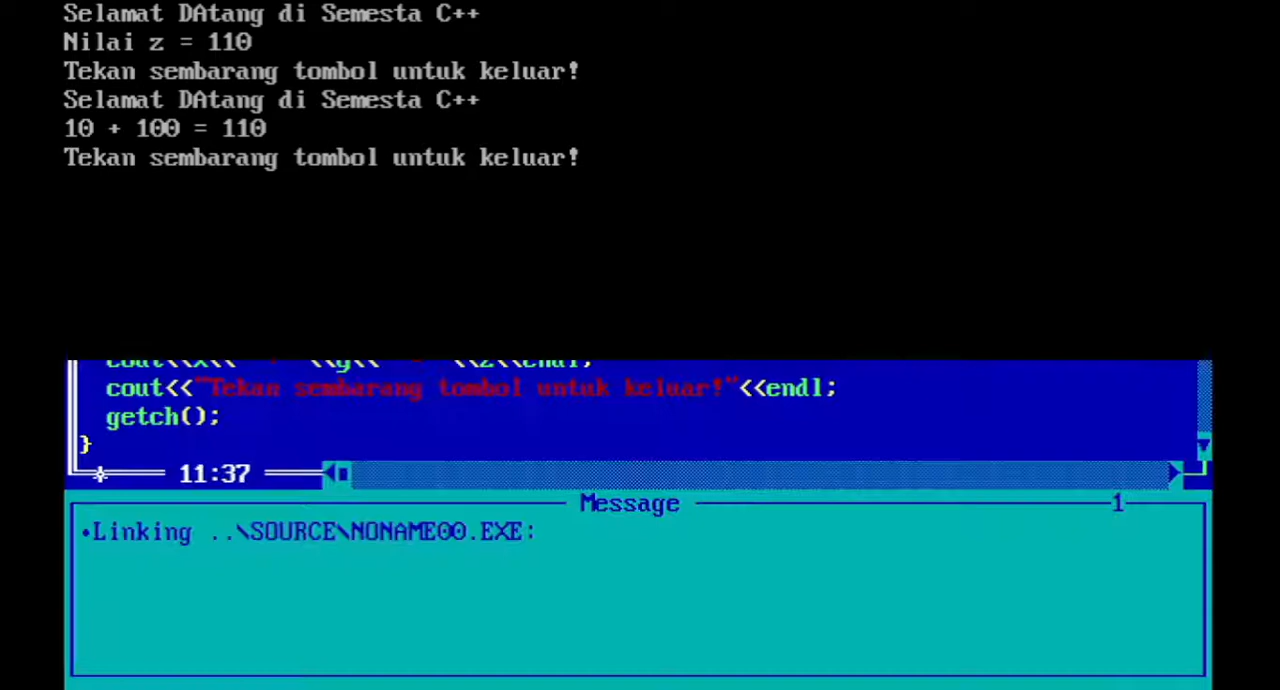 Selamat DAtang di Semesta C++
Nilai z = 110
Tekan sembarang tombol untuk keluar!
Selamat DAtang di Semesta C++
10 + 100 = 110
Tekan sembarang tombol untuk keluar!
cout<<x<< <<y<< <<z<<endl;
cout<<"Tekan sembarang tombol untuk keluar!"<<endl;
getch();
}
11:37
Message 1
•Linking ..\SOURCE\NONAME00.EXE: